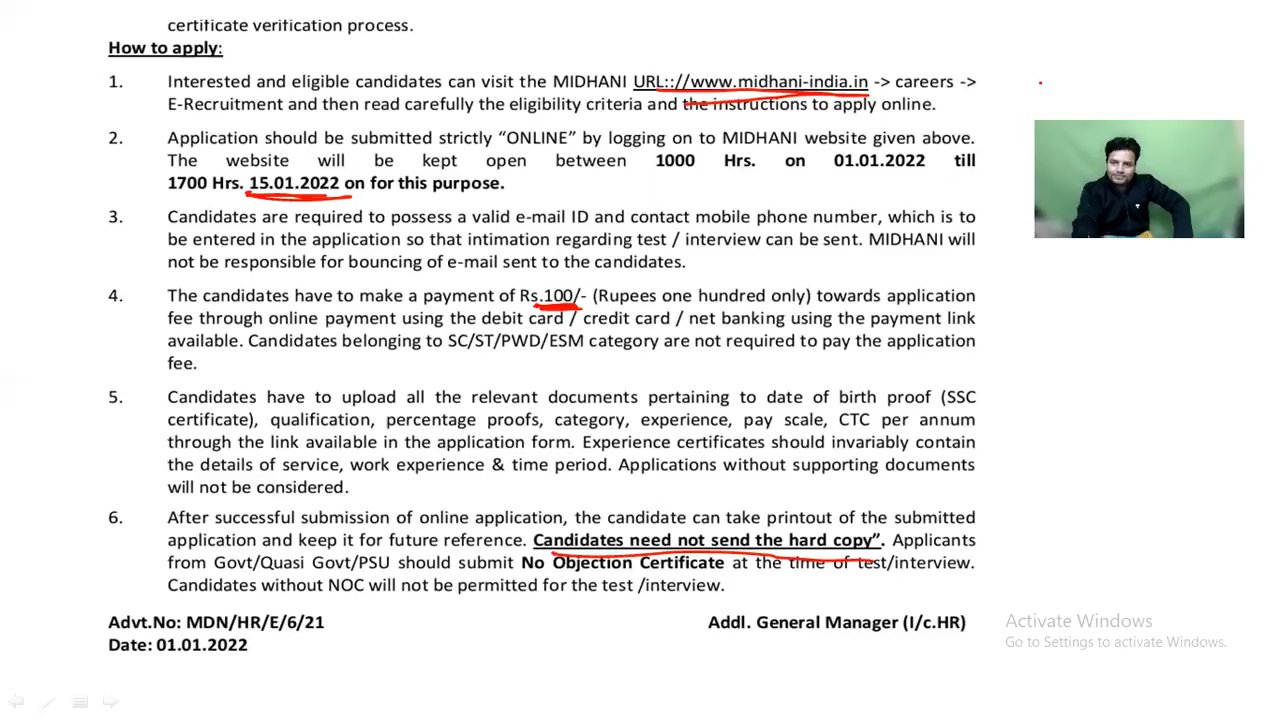 certificate verification process.
How to apply:
1. Interested and eligible candidates can visit the MIDHANI URL:://www.midhani-india.in -> careers ->
E-Recruitment and then read carefully the eligibility criteria and the instructions to apply online.
2. Application should be submitted strictly “ONLINE” by logging on to MIDHANI website given above.
The website will be kept open between 1000 Hrs. on 01.01.2022 till
1700 Hrs. 15.01.2022 on for this purpose.
3. Candidates are required to possess a valid e-mail ID and contact mobile phone number, which is to
be entered in the application so that intimation regarding test / interview can be sent. MIDHANI will
not be responsible for bouncing of e-mail sent to the candidates.
4. The candidates have to make a payment of Rs.100/- (Rupees one hundred only) towards application
fee through online payment using the debit card / credit card / net banking using the payment link
available. Candidates belonging to SC/ST/PWD/ESM category are not required to pay the application
fee.
5. Candidates have to upload all the relevant documents pertaining to date of birth proof (SSC
certificate), qualification, percentage proofs, category, experience, pay scale, CTC per annum
through the link available in the application form. Experience certificates should invariably contain
the details of service, work experience & time period. Applications without supporting documents
will not be considered.
6. After successful submission of online application, the candidate can take printout of the submitted
application and keep it for future reference. Candidates need not send the hard copy”. Applicants
from Govt/Quasi Govt/PSU should submit No Objection Certificate at the time of test/interview.
Candidates without NOC will not be permitted for the test /interview.
Advt.No: MDN/HR/E/6/21 Addl. General Manager (I/c.HR)
Date: 01.01.2022
Activate Windows
Go to Settings to activate Windows.